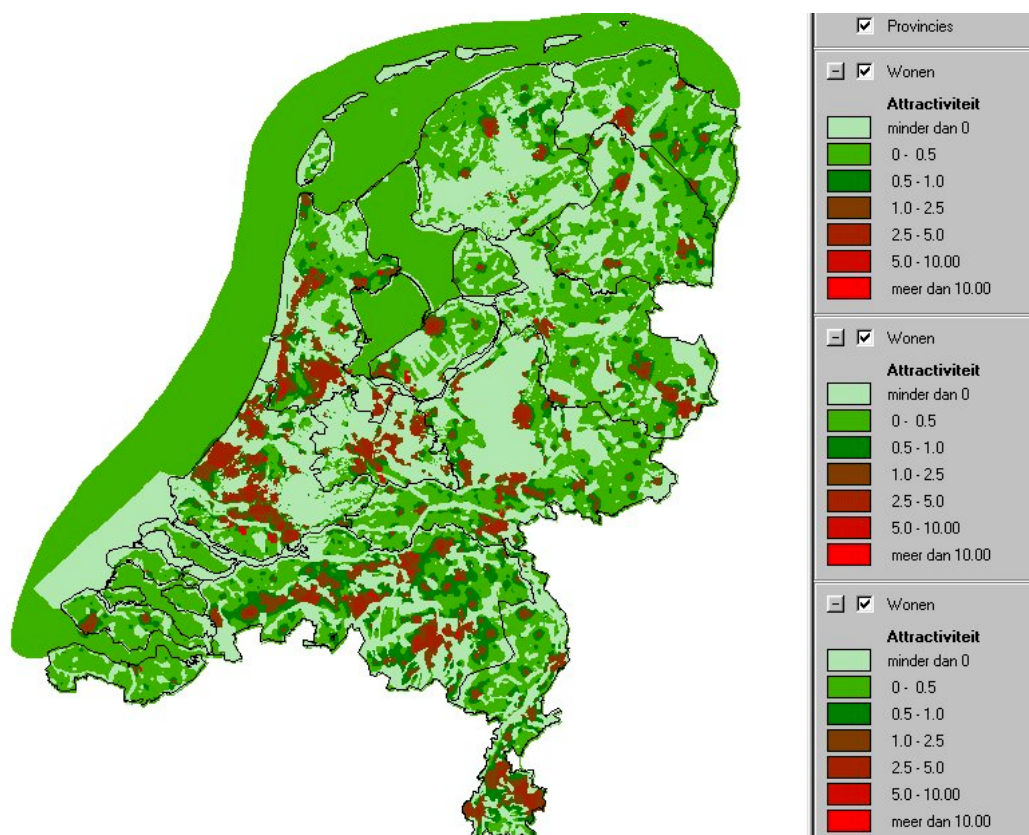 Provincies
Wonen
Attractiviteit
minder dan 0
0 - 0.5
0.5 - 1.0
1.0 - 2.5
2.5 - 5.0
5.0 - 10.00
meer dan 10.00
Wonen
Attractiviteit
minder dan 0
0 - 0.5
0.5 - 1.0
1.0 - 2.5
2.5 - 5.0
5.0 - 10.00
meer dan 10.00
Wonen
Attractiviteit
minder dan 0
0 - 0.5
0.5 - 1.0
1.0 - 2.5
2.5 - 5.0
5.0 - 10.00
meer dan 10.00